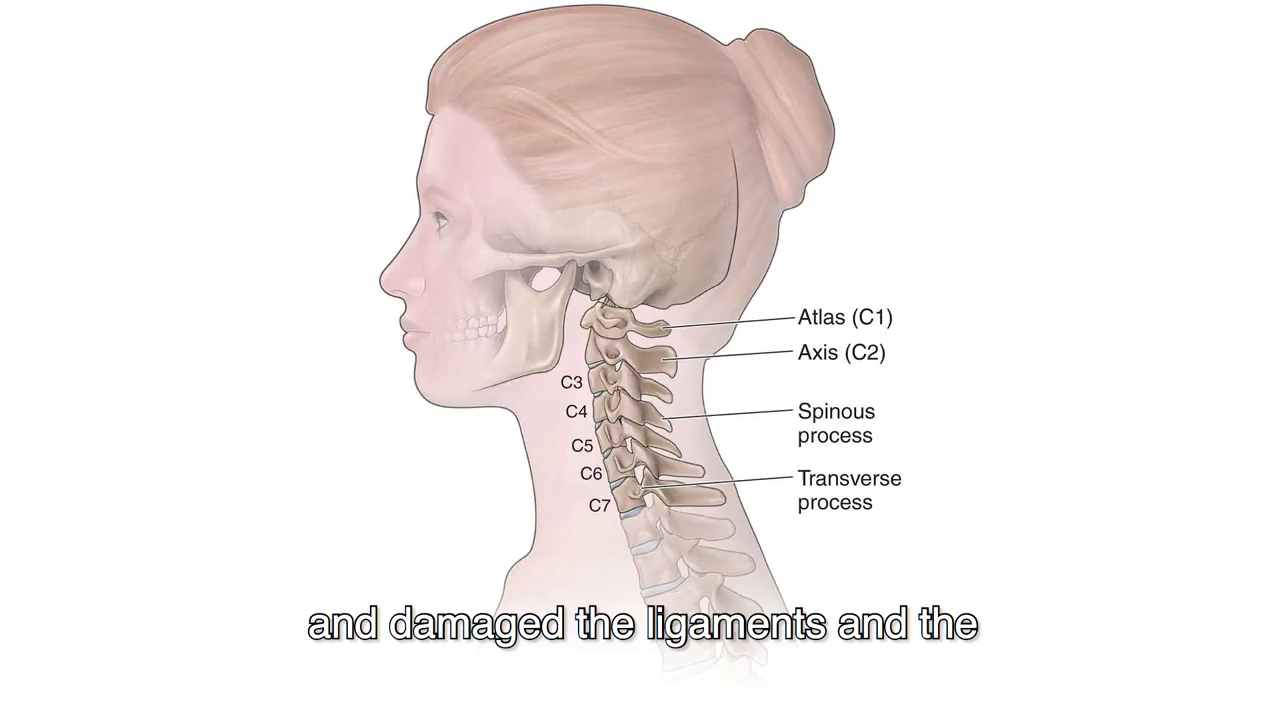 Atlas (C1)
Axis (C2)
C3
C4
Spinous
process
C5
C6
Transverse
process
C7
and damaged the ligaments and the